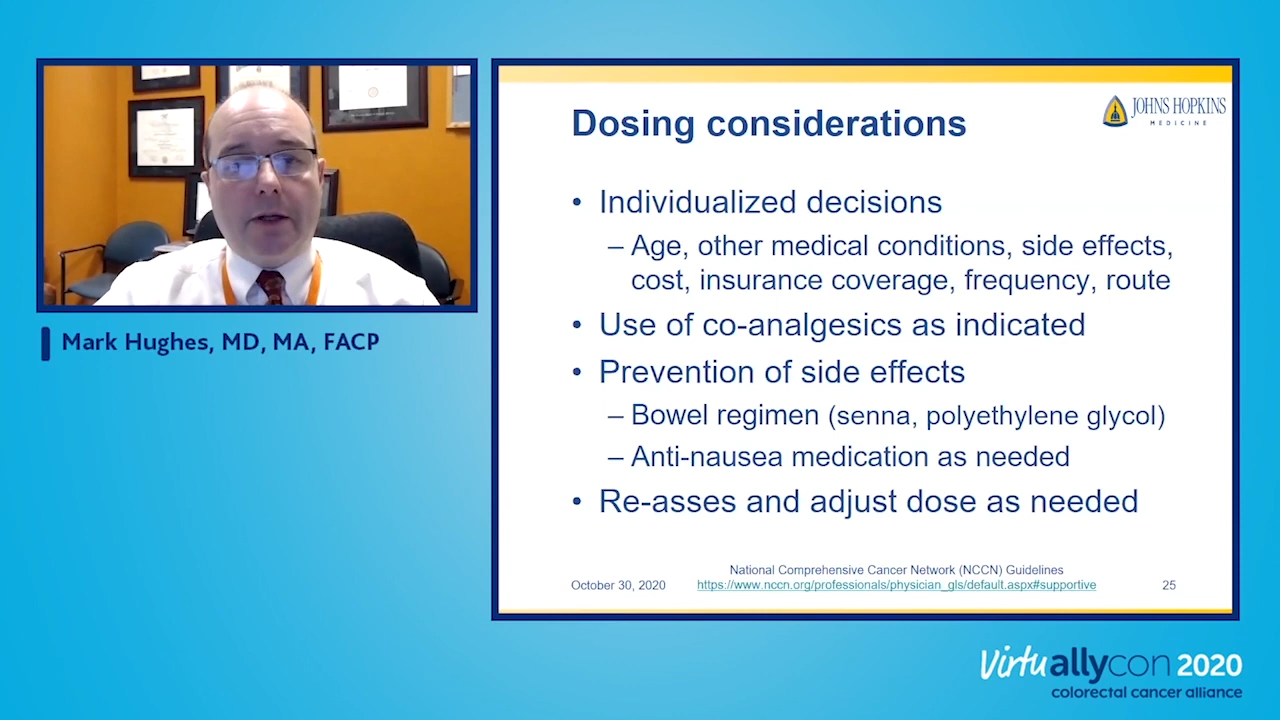 Mark Hughes, MD, MA, FACP
Dosing considerations
JOHNS HOPKINS
MEDICINE
• Individualized decisions
– Age, other medical conditions, side effects,
cost, insurance coverage, frequency, route
• Use of co-analgesics as indicated
• Prevention of side effects
– Bowel regimen (senna, polyethylene glycol)
– Anti-nausea medication as needed
• Re-asses and adjust dose as needed
National Comprehensive Cancer Network (NCCN) Guidelines
October 30, 2020 https://www.nccn.org/professionals/physician_gls/default.aspx#supportive 25
Virtuallycon 2020
colorectal cancer alliance